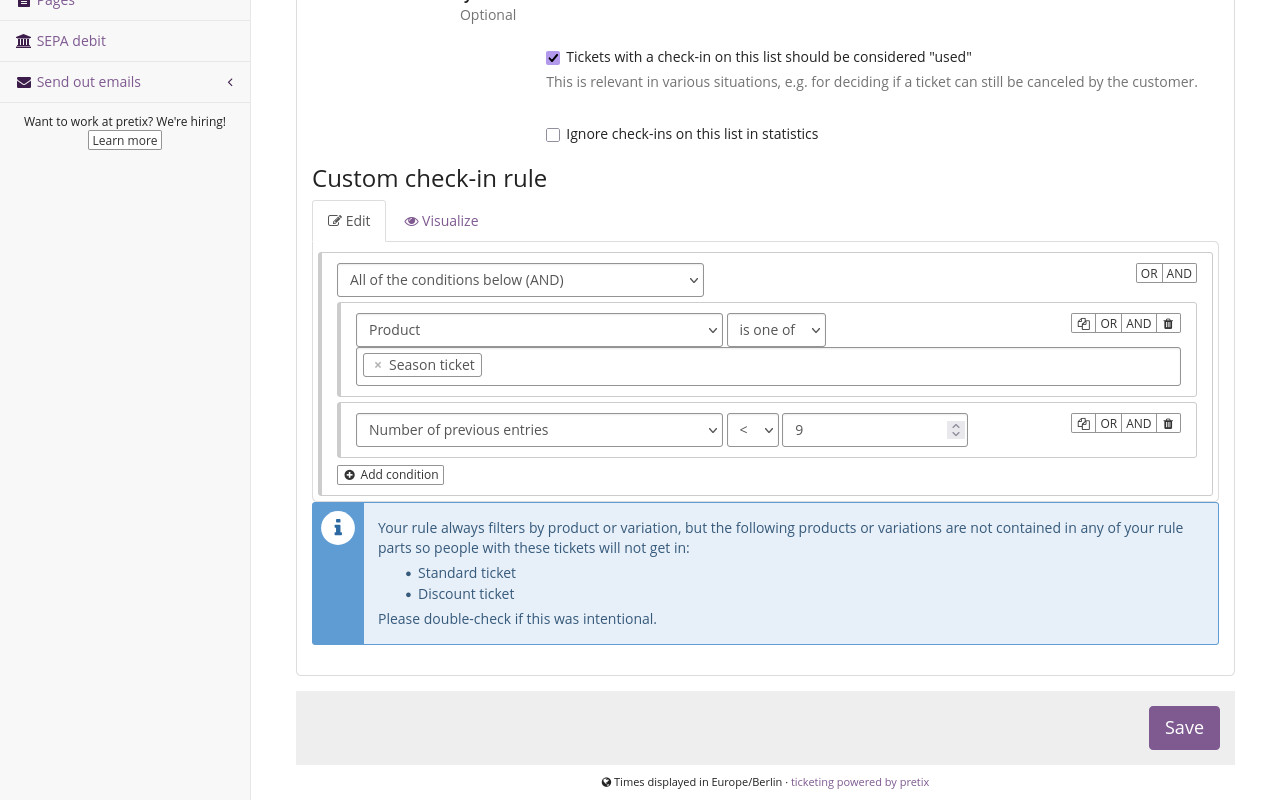 Pages
Optional
SEPA debit
Send out emails
Want to work at pretix? We're hiring!
Learn more
Tickets with a check-in on this list should be considered "used"
This is relevant in various situations, e.g. for deciding if a ticket can still be canceled by the customer.
Ignore check-ins on this list in statistics
Custom check-in rule
Edit
Visualize
All of the conditions below (AND)
OR AND
Product
is one of
OR AND
× Season ticket
Number of previous entries
<
9
OR AND
Add condition
Your rule always filters by product or variation, but the following products or variations are not contained in any of your rule
parts so people with these tickets will not get in:
• Standard ticket
• Discount ticket
Please double-check if this was intentional.
Save
Times displayed in Europe/Berlin · ticketing powered by pretix